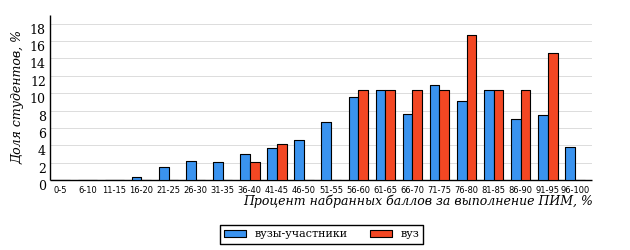 Доля студентов, %
18
16
14
12
10
8
6
4
2
0
0-5 6-10 11-15 16-20 21-25 26-30 31-35 36-40 41-45 46-50 51-55 56-60 61-65 66-70 71-75 76-80 81-85 86-90 91-95 96-100
Процент набранных баллов за выполнение ПИМ, %
вузы-участники вуз